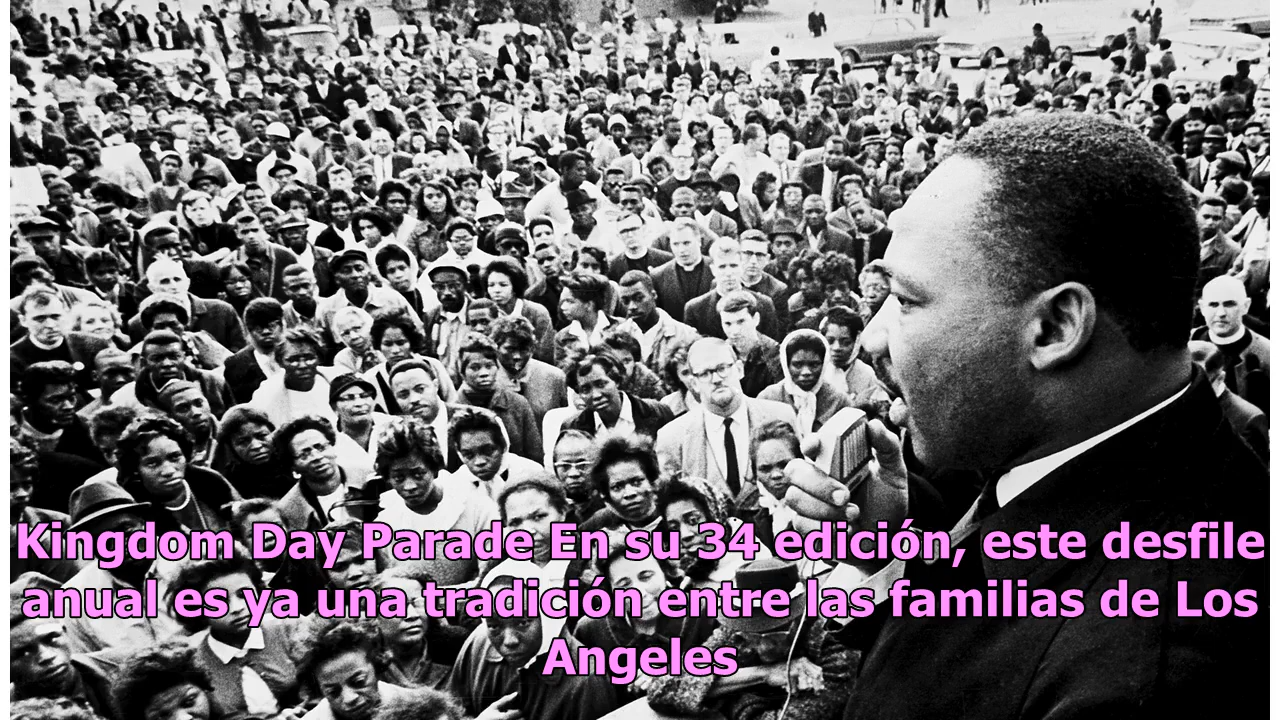 Kingdom Day Parade En su 34 edición, este desfile
anual es ya una tradición entre las familias de Los
Angeles